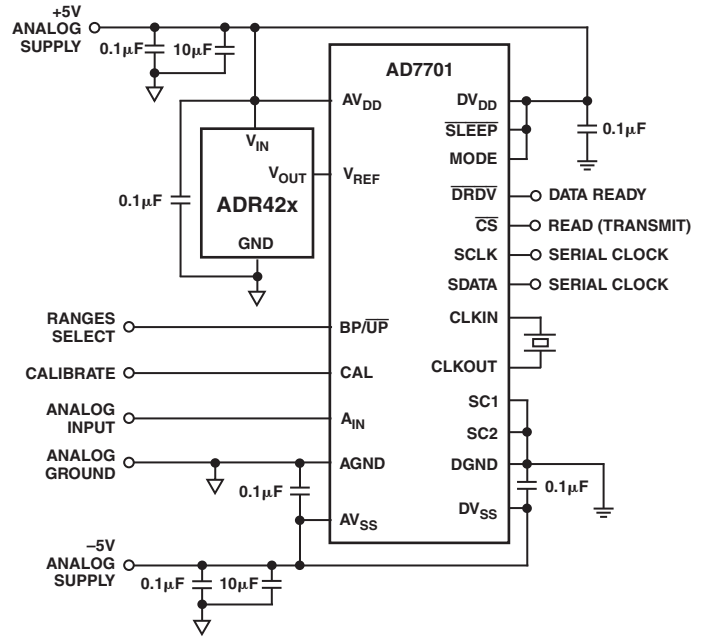 +5V
ANALOG
SUPPLY
0.1µF
10µF
AD7701
AVDD
DVDD
SLEEP
MODE
0.1µF
VIN
VOUT
VREF
ADR42x
GND
0.1µF
DRDV
DATA READY
CS
READ (TRANSMIT)
SCLK
SERIAL CLOCK
SDATA
SERIAL CLOCK
CLKIN
CLKOUT
RANGES
SELECT
BP/UP
CALIBRATE
CAL
ANALOG
INPUT
AIN
SC1
SC2
ANALOG
GROUND
AGND
DGND
0.1µF
0.1µF
AVSS
DVSS
–5V
ANALOG
SUPPLY
0.1µF
10µF